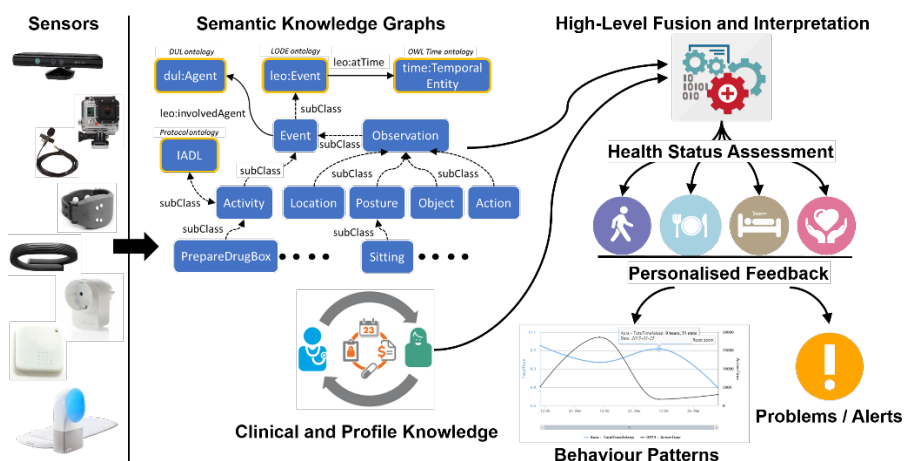 Sensors
Semantic Knowledge Graphs
High-Level Fusion and Interpretation
DUL ontology
LODE ontology
OWL Time ontology
leo:atTime
dul:Agent
leo:Event
time:Temporal
Entity
subClass
leo:involvedAgent
Event
Observation
subClass
Protocol ontology
IADL
subClass
subClass
subClass
subClass
Activity
Location
Posture
Object
Action
subClass
subClass
PrepareDrugBox
Sitting
Health Status Assessment
Personalised Feedback
23
$
Clinical and Profile Knowledge
Problems / Alerts
Behaviour Patterns